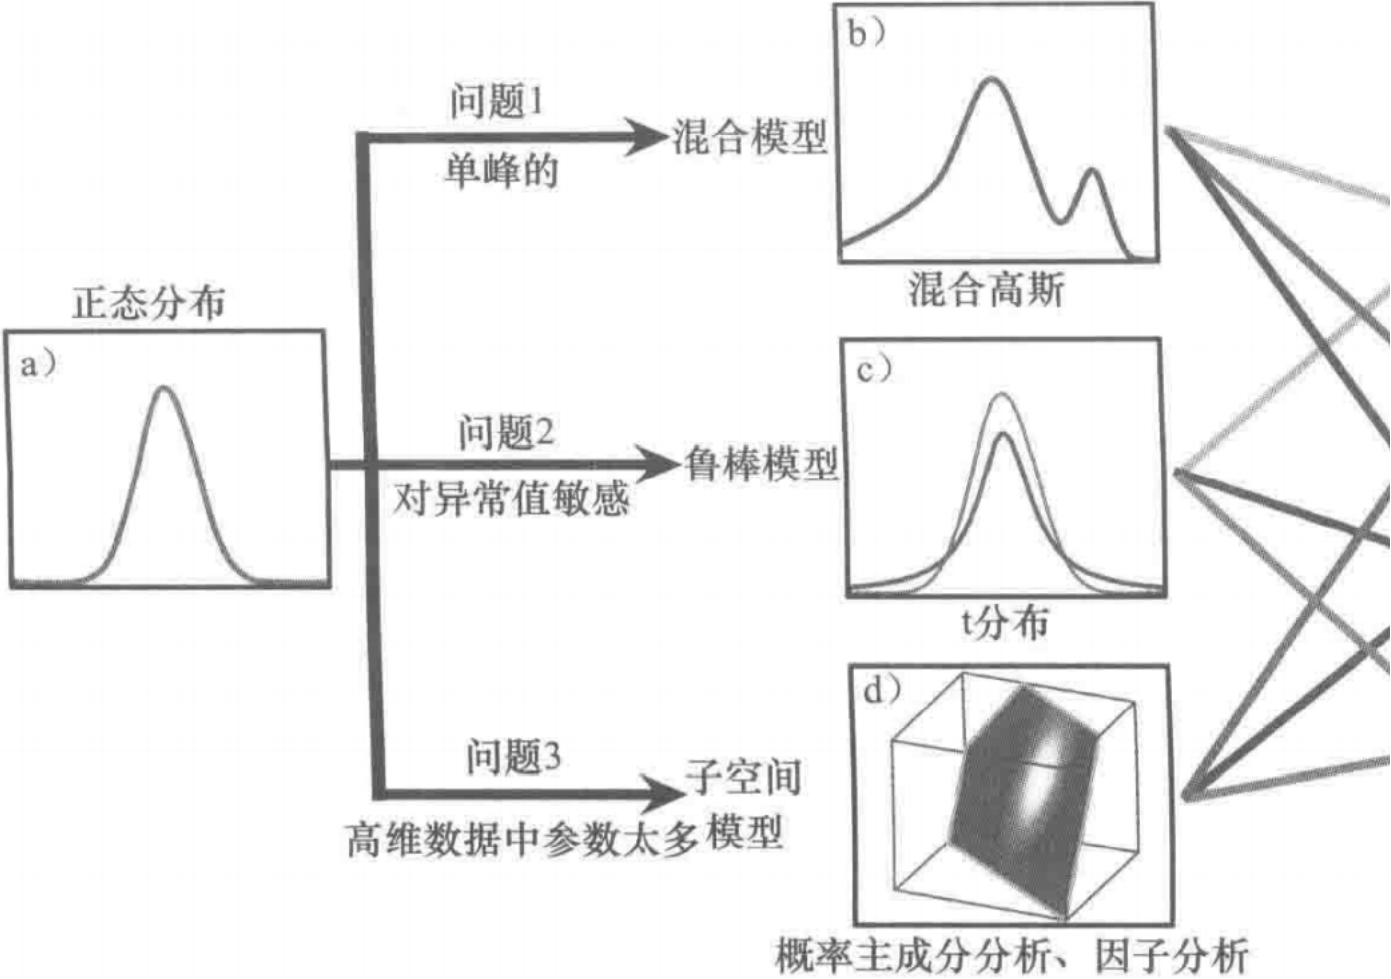 正态分布
a）
问题1
单峰的
混合模型
b）
混合高斯
问题2
对异常值敏感
鲁棒模型
c）
t分布
问题3
高维数据中参数太多
子空间
模型
d）
概率主成分分析、因子分析